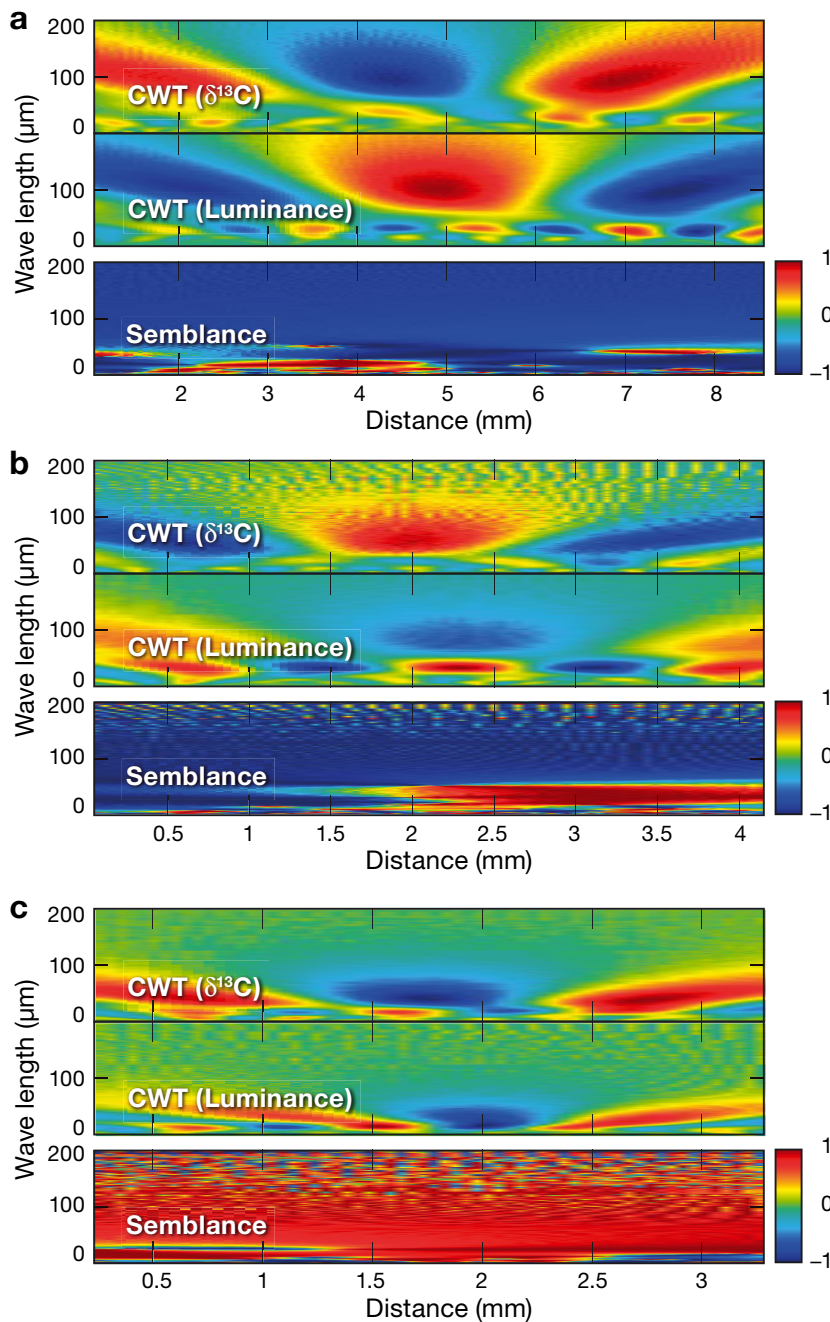 a
200
100
0
CWT (δ¹³C)
100
0
CWT (Luminance)
Wave length (µm)
200
100
0
Semblance
1
0
–1
2 3 4 5 6 7 8
Distance (mm)
b
200
100
0
CWT (δ¹³C)
100
0
CWT (Luminance)
Wave length (µm)
200
100
0
Semblance
1
0
–1
0.5 1 1.5 2 2.5 3 3.5 4
Distance (mm)
c
200
100
0
CWT (δ¹³C)
100
0
CWT (Luminance)
Wave length (µm)
200
100
0
Semblance
1
0
–1
0.5 1 1.5 2 2.5 3
Distance (mm)